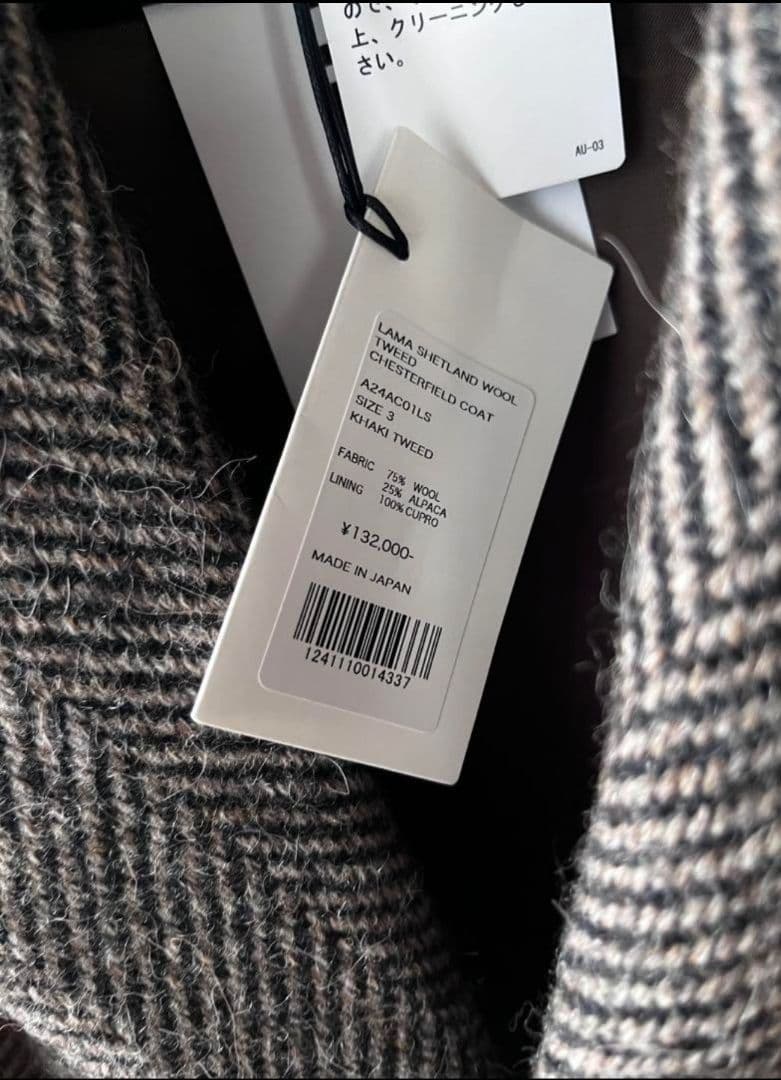 上、クリーニング
さい。
AU-03
LAMA SHETLAND WOOL
TWEED
CHESTERFIELD COAT
A24AC01LS
SIZE 3
KHAKI TWEED
FABRIC 75% WOOL
25% ALPACA
LINING 100% CUPRO
¥132,000-
MADE IN JAPAN
1241110014337